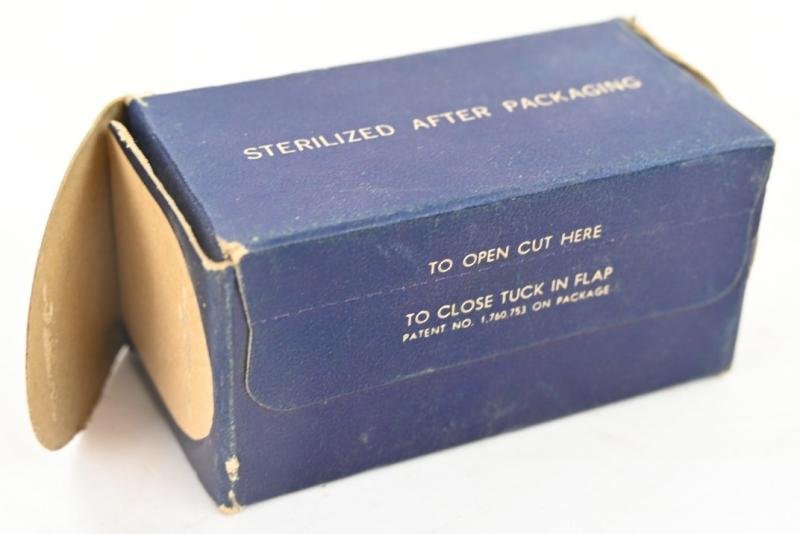 STERILIZED AFTER PACKAGING
TO OPEN CUT HERE
TO CLOSE TUCK IN FLAP
PATENT NO. 1,760,753 ON PACKAGE